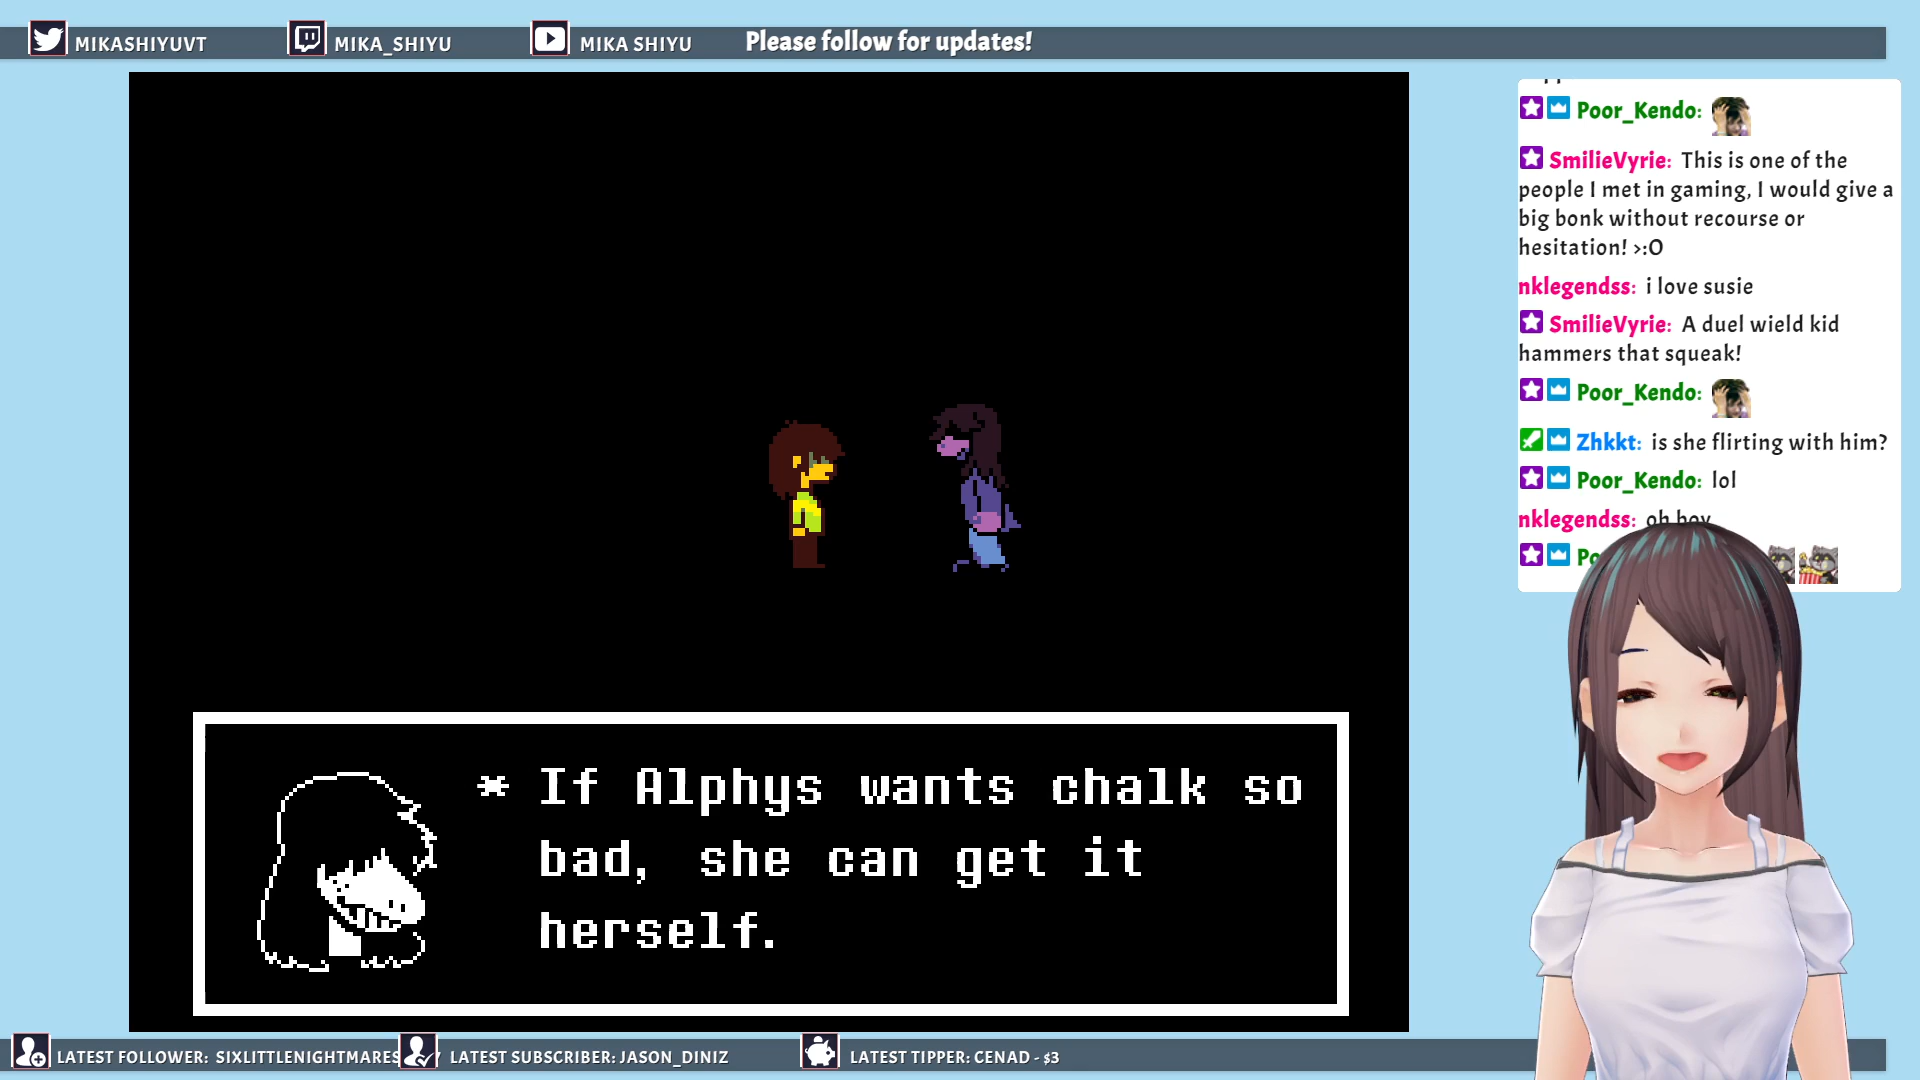 MIKASHIYUVT
MIKA_SHIYU
MIKA SHIYU
Please follow for updates!
Poor_Kendo:
SmilieVyrie: This is one of the
people I met in gaming, I would give a
big bonk without recourse or
hesitation! >:O
nklegendss: i love susie
SmilieVyrie: A duel wield kid
hammers that squeak!
Poor_Kendo:
Zhkkt: is she flirting with him?
Poor_Kendo: lol
nklegendss: oh boy
Po
* If Alphys wants chalk so
bad, she can get it
herself.
LATEST FOLLOWER: SIXLITTLENIGHTMARES
LATEST SUBSCRIBER: JASON_DINIZ
LATEST TIPPER: CENAD - $3